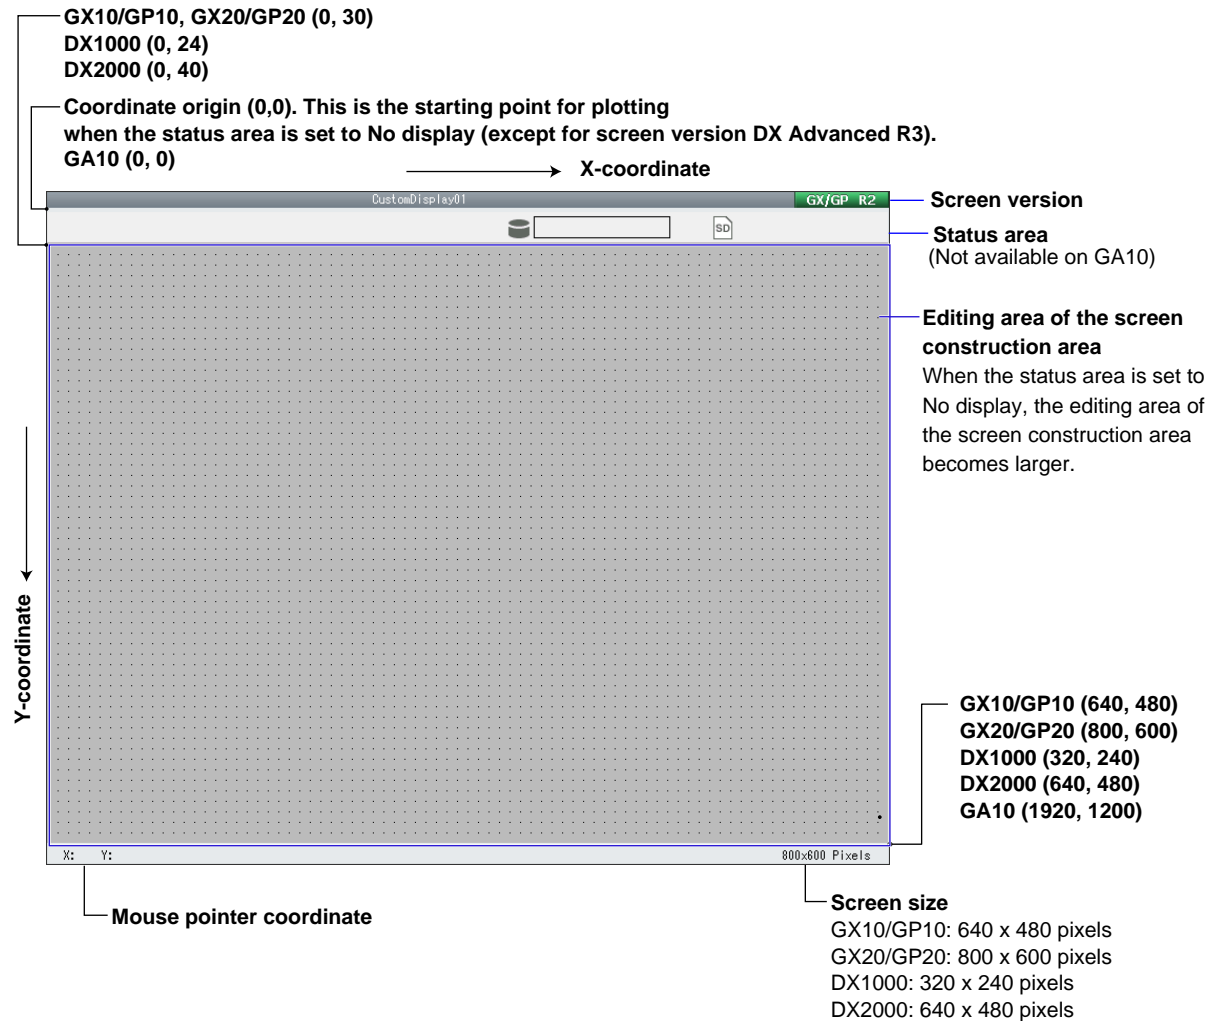 GX10/GP10, GX20/GP20 (0, 30)
DX1000 (0, 24)
DX2000 (0, 40)
Coordinate origin (0,0). This is the starting point for plotting
when the status area is set to No display (except for screen version DX Advanced R3).
GA10 (0, 0)
X-coordinate
CustomDisplay01
GX/GP R2
Screen version
SD
Status area
(Not available on GA10)
Editing area of the screen
construction area
When the status area is set to
No display, the editing area of
the screen construction area
becomes larger.
Y-coordinate
GX10/GP10 (640, 480)
GX20/GP20 (800, 600)
DX1000 (320, 240)
DX2000 (640, 480)
GA10 (1920, 1200)
X: Y:
800x600 Pixels
Mouse pointer coordinate
Screen size
GX10/GP10: 640 x 480 pixels
GX20/GP20: 800 x 600 pixels
DX1000: 320 x 240 pixels
DX2000: 640 x 480 pixels